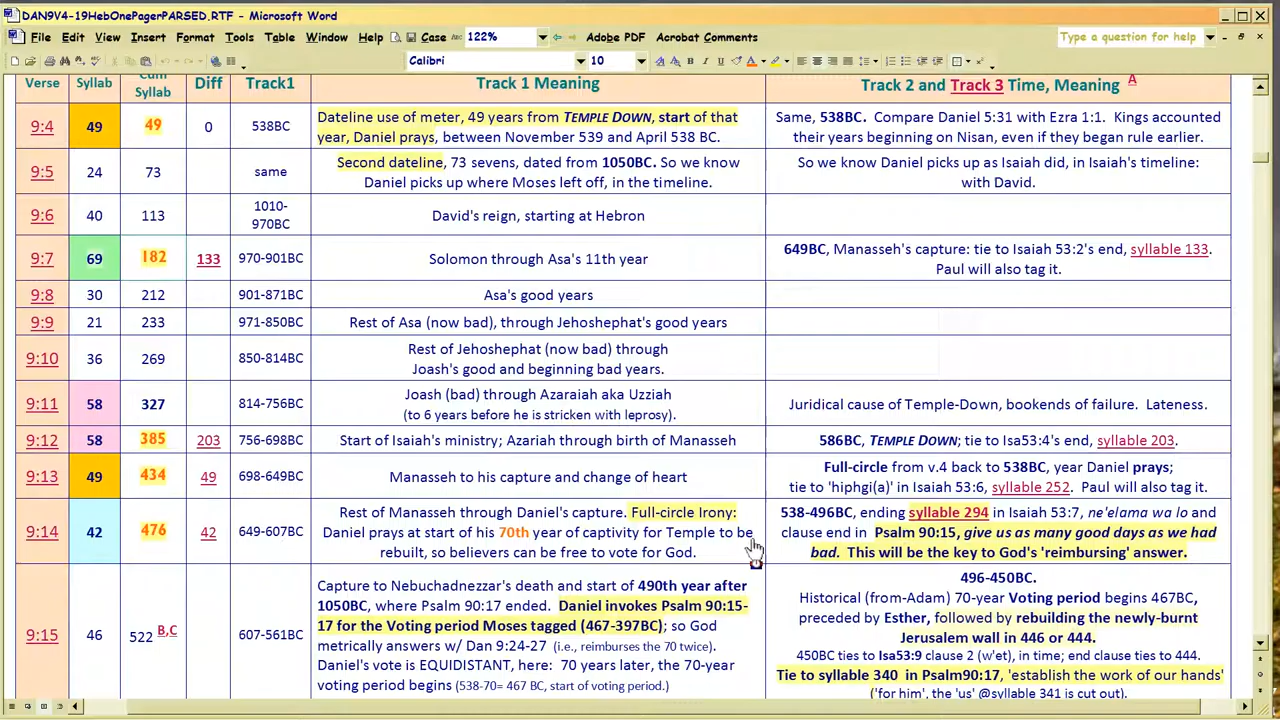 DAN9V4-19HebOnePagerPARSED.RTF - Microsoft Word
File Edit View Insert Format Tools Table Window Help Case 122% Adobe PDF Acrobat Comments Type a question for help
Calibri 10
Verse Syllab Cum Syllab Diff Track1 Track 1 Meaning Track 2 and Track 3 Time, Meaning A
9:4 49 49 0 538BC
Dateline use of meter, 49 years from TEMPLE DOWN, start of that
year, Daniel prays, between November 539 and April 538 BC.
Same, 538BC. Compare Daniel 5:31 with Ezra 1:1. Kings accounted
their years beginning on Nisan, even if they began rule earlier.
9:5 24 73 same
Second dateline, 73 sevens, dated from 1050BC. So we know
Daniel picks up where Moses left off, in the timeline.
So we know Daniel picks up as Isaiah did, in Isaiah's timeline:
with David.
9:6 40 113
1010-
970BC
David's reign, starting at Hebron
9:7 69 182 133 970-901BC Solomon through Asa's 11th year
649BC, Manasseh's capture: tie to Isaiah 53:2's end, syllable 133.
Paul will also tag it.
9:8 30 212 901-871BC Asa's good years
9:9 21 233 971-850BC Rest of Asa (now bad), through Jehoshephat's good years
9:10 36 269 850-814BC
Rest of Jehoshephat (now bad) through
Joash's good and beginning bad years.
9:11 58 327 814-756BC
Joash (bad) through Azaraiah aka Uzziah
(to 6 years before he is stricken with leprosy).
Juridical cause of Temple-Down, bookends of failure. Lateness.
9:12 58 385 203 756-698BC Start of Isaiah's ministry; Azariah through birth of Manasseh
586BC, TEMPLE DOWN; tie to Isa53:4's end, syllable 203.
9:13 49 434 49 698-649BC Manasseh to his capture and change of heart
Full-circle from v.4 back to 538BC, year Daniel prays;
tie to 'hiphgi(a)' in Isaiah 53:6, syllable 252. Paul will also tag it.
9:14 42 476 42 649-607BC
Rest of Manasseh through Daniel's capture. Full-circle Irony:
Daniel prays at start of his 70th year of captivity for Temple to be
rebuilt, so believers can be free to vote for God.
538-496BC, ending syllable 294 in Isaiah 53:7, ne'elama wa lo and
clause end in Psalm 90:15, give us as many good days as we had
bad. This will be the key to God's 'reimbursing' answer.
9:15 46 522 B,C 607-561BC
Capture to Nebuchadnezzar's death and start of 490th year after
1050BC, where Psalm 90:17 ended. Daniel invokes Psalm 90:15-
17 for the Voting period Moses tagged (467-397BC); so God
metrically answers w/ Dan 9:24-27 (i.e., reimburses the 70 twice).
Daniel's vote is EQUIDISTANT, here: 70 years later, the 70-year
voting period begins (538-70= 467 BC, start of voting period.)
496-450BC.
Historical (from-Adam) 70-year Voting period begins 467BC,
preceded by Esther, followed by rebuilding the newly-burnt
Jerusalem wall in 446 or 444.
450BC ties to Isa53:9 clause 2 (w'et), in time; end clause ties to 444.
Tie to syllable 340 in Psalm90:17, 'establish the work of our hands'
('for him', the 'us' @syllable 341 is cut out).